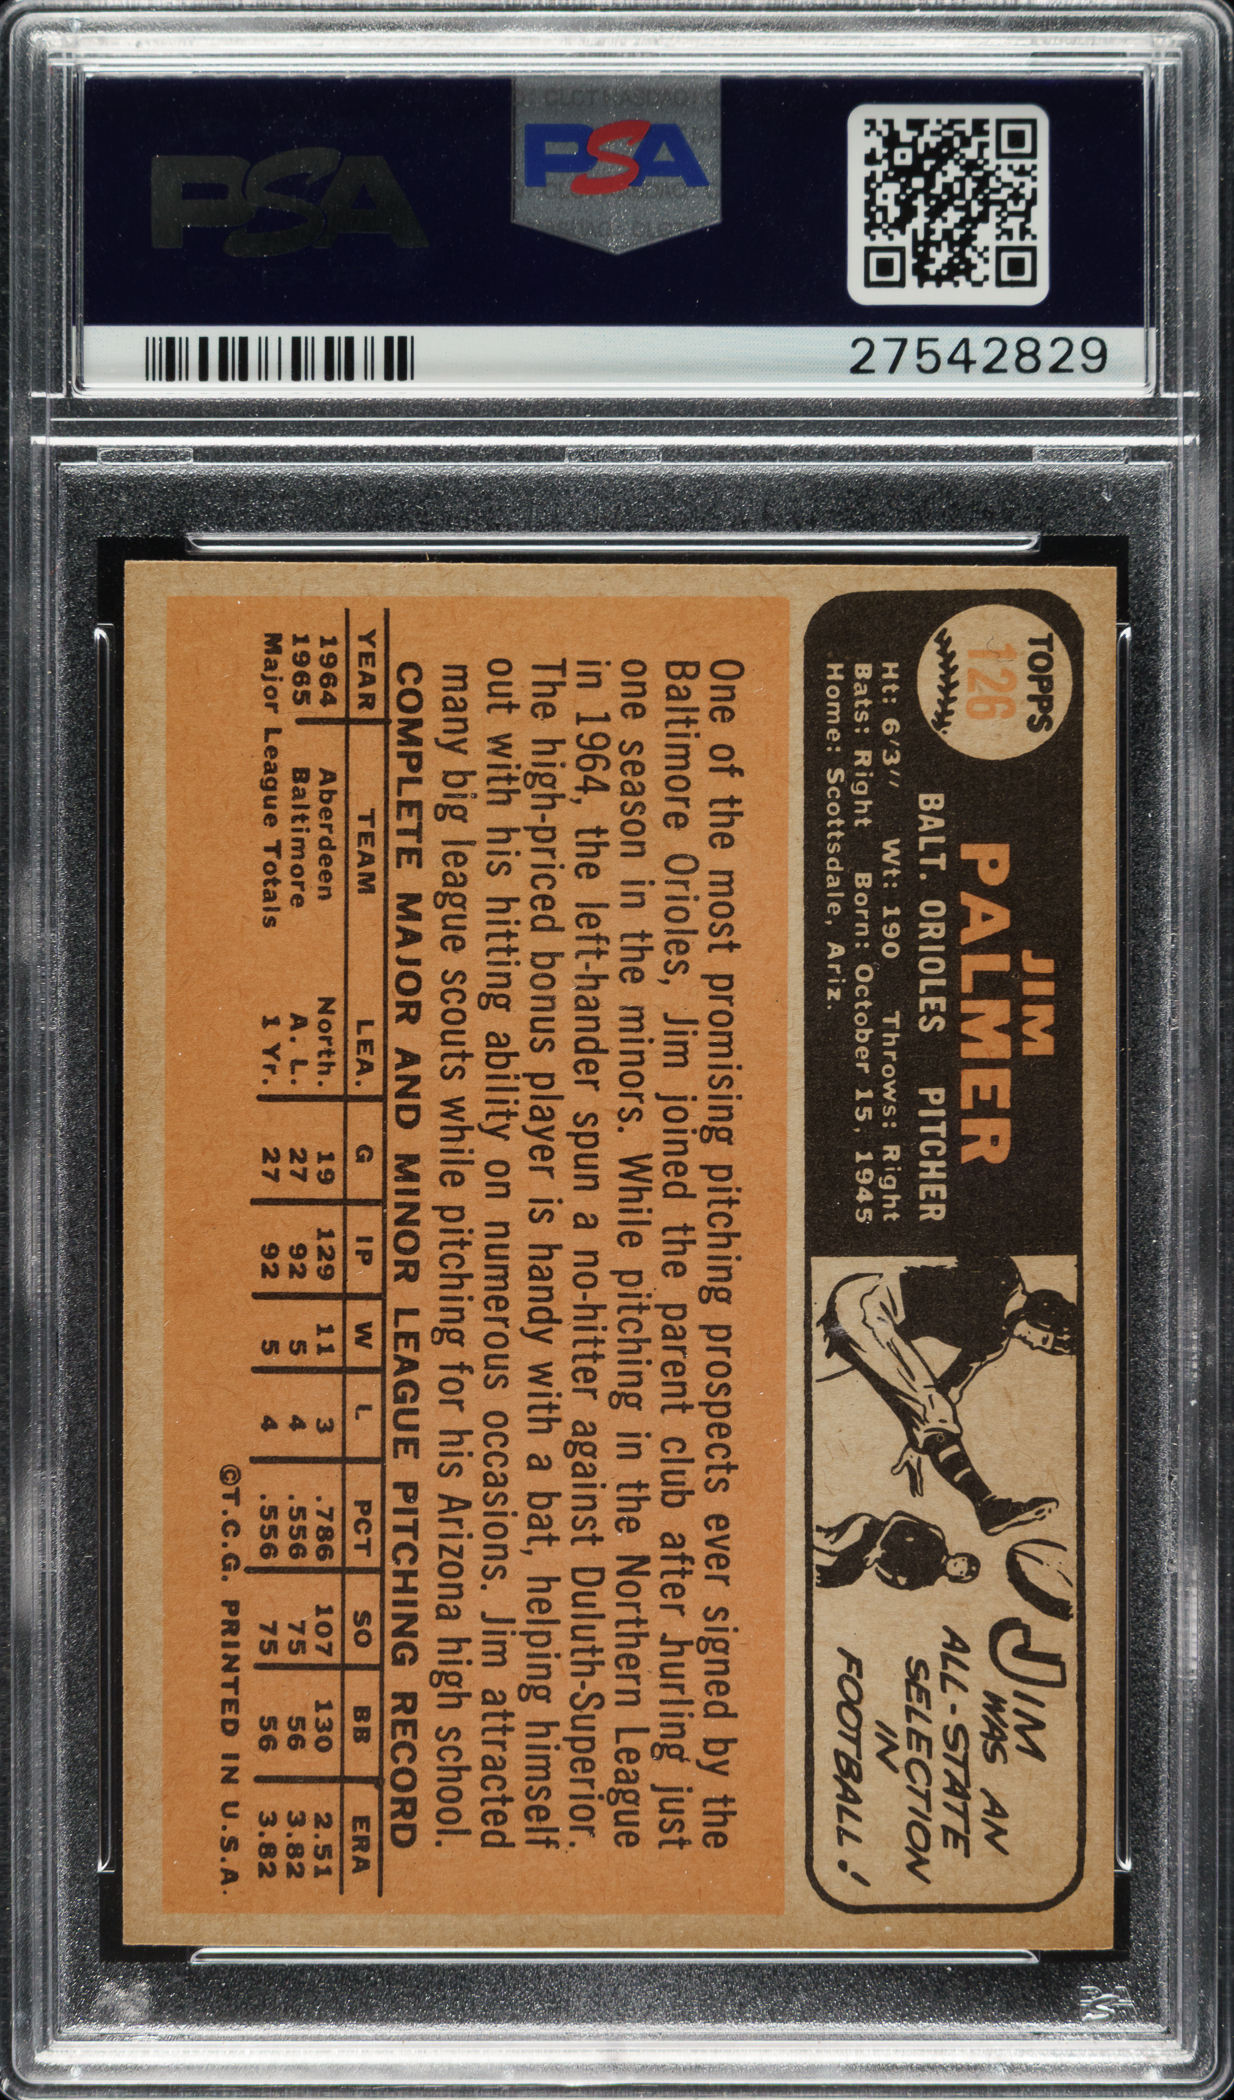 PSA
PSA
27542829
TOPPS
126
JIM
PALMER
BALT. ORIOLES PITCHER
Ht: 6'3" Wt: 190 Throws: Right
Bats: Right Born: October 15, 1945
Home: Scottsdale, Ariz.
JIM
WAS AN
ALL-STATE
SELECTION
IN
FOOTBALL!
One of the most promising pitching prospects ever signed by the
Baltimore Orioles, Jim joined the parent club after hurling just
one season in the minors. While pitching in the Northern League
in 1964, the left-hander spun a no-hitter against Duluth-Superior.
The high-priced bonus player is handy with a bat, helping himself
out with his hitting ability on numerous occasions. Jim attracted
many big league scouts while pitching for his Arizona high school.
COMPLETE MAJOR AND MINOR LEAGUE PITCHING RECORD
YEAR TEAM LEA. G IP W L PCT SO BB ERA
1964 Aberdeen North. 19 129 11 3 .786 107 130 2.51
1965 Baltimore A. L. 27 92 5 4 .556 75 56 3.82
Major League Totals 1 Yr. 27 92 5 4 .556 75 56 3.82
©T.C.G. PRINTED IN U.S.A.